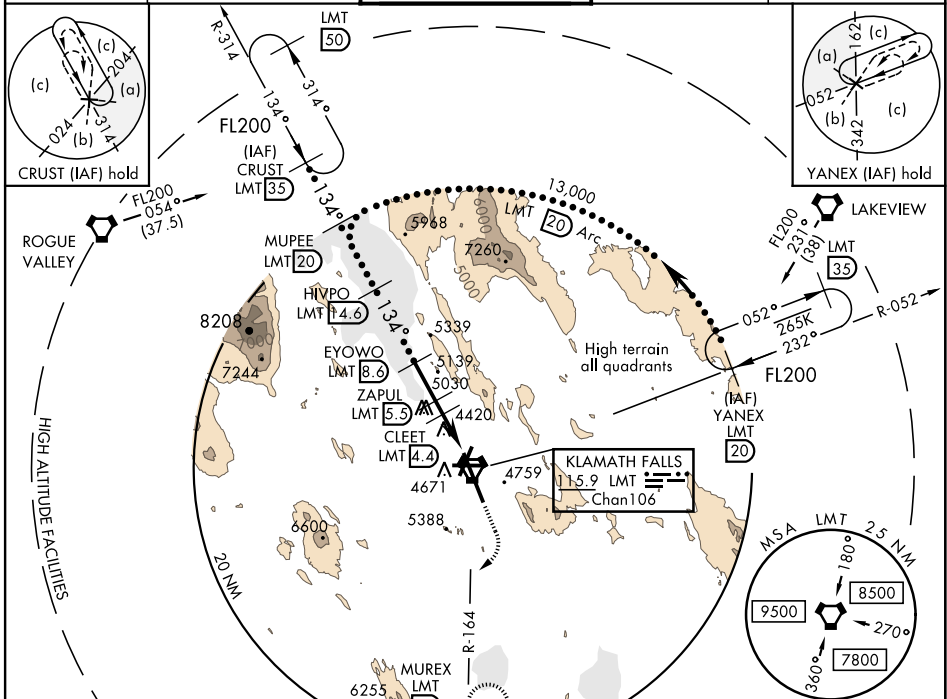 LMT
50
R-314
314°
134°
FL200
(IAF)
CRUST
LMT 35
134°
(c)
204
(c)
(a)
024
(b)
314
CRUST (IAF) hold
162
(c)
(a)
052
(b)
(c)
342
YANEX (IAF) hold
FL200
054°
(37.5)
ROGUE
VALLEY
LAKEVIEW
FL200
231°
(38)
LMT
35
R-052
052°
265K
232°
FL200
(IAF)
YANEX
LMT
20
13,000
LMT 20 Arc
5968
6000
7260
5000
MUPEE
LMT 20
HIVPO
LMT 14.6
134°
8208
7000
7244
5339
EYOWO
LMT 8.6
5139
5030
High terrain
all quadrants
ZAPUL
LMT 5.5
4420
CLEET
LMT 4.4
4671
4759
KLAMATH FALLS
115.9 LMT
Chan106
5388
6600
20 NM
HIGH ALTITUDE FACILITIES
R-164
MUREX
LMT
6255
MSA LMT 25 NM
180°
8500
9500
270°
7800
360°